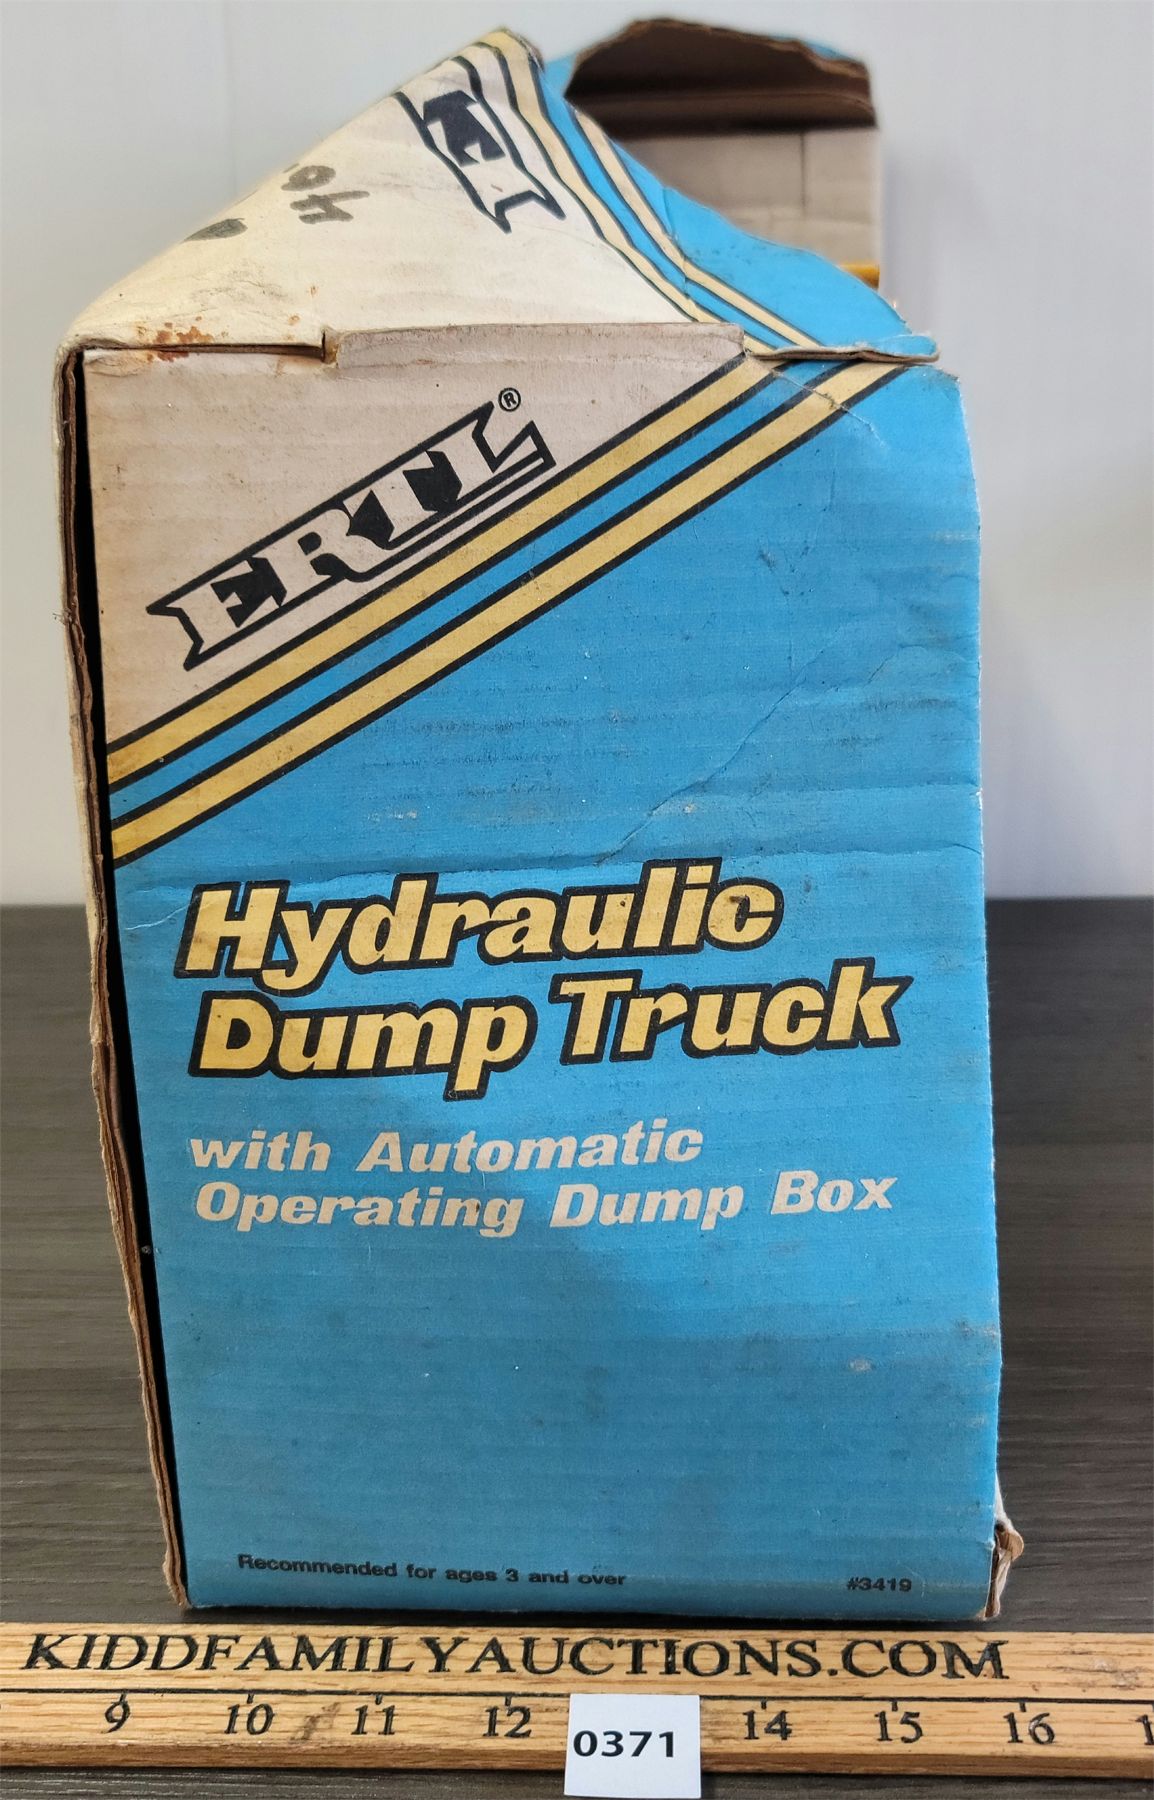 ERTL®
Hydraulic
Dump Truck
with Automatic
Operating Dump Box
Recommended for ages 3 and over
#3419
KIDDFAMILYAUCTIONS.COM
9 10 11 12 14 15 16
0371